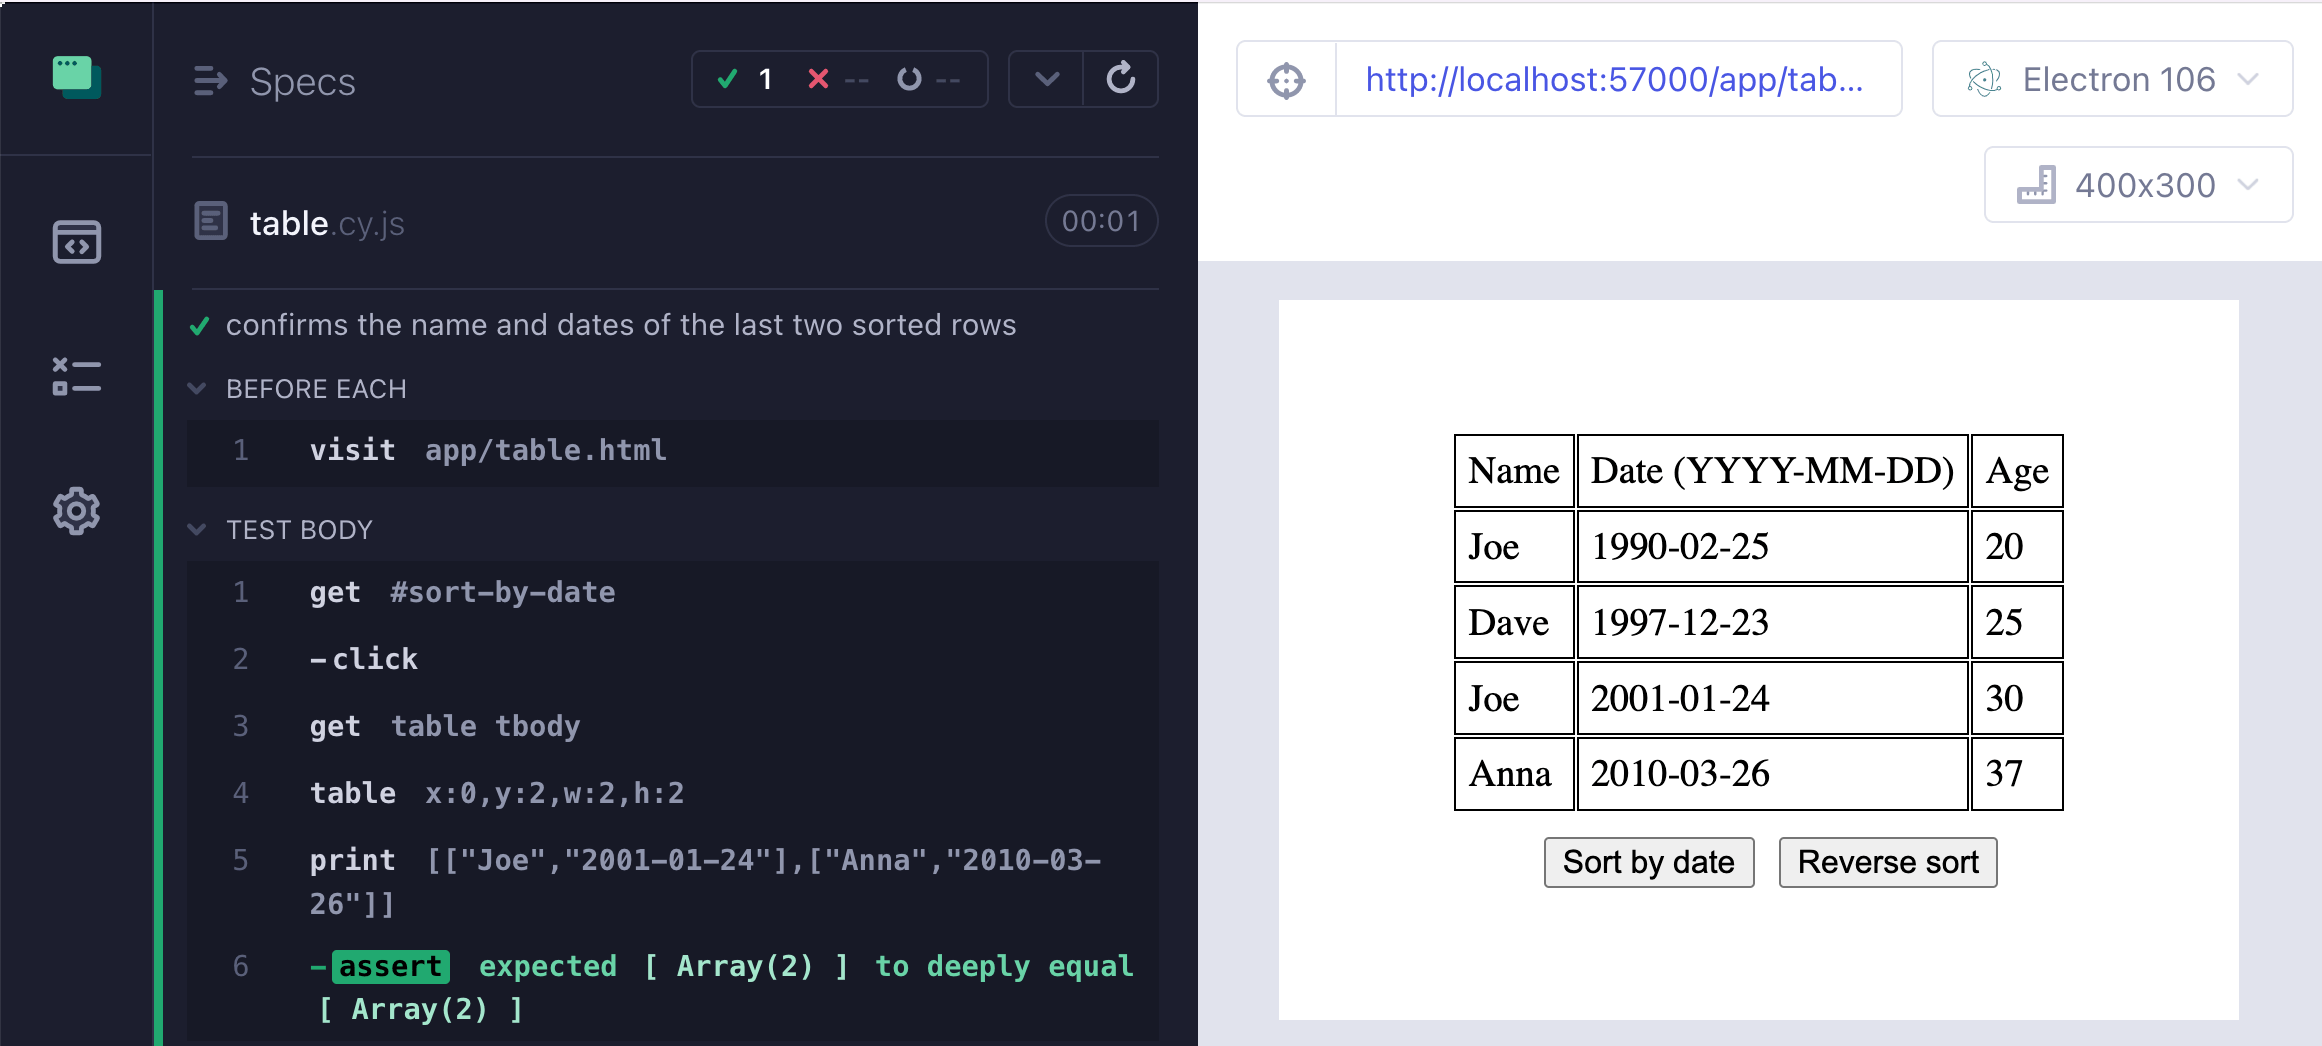 Specs
1 -- --
table.cy.js
00:01
confirms the name and dates of the last two sorted rows
BEFORE EACH
1 visit app/table.html
TEST BODY
1 get #sort-by-date
2 -click
3 get table tbody
4 table x:0,y:2,w:2,h:2
5 print [["Joe","2001-01-24"],["Anna","2010-03-
26"]]
6 -assert expected [ Array(2) ] to deeply equal
[ Array(2) ]
http://localhost:57000/app/tab...
Electron 106
400x300
Name Date (YYYY-MM-DD) Age
Joe 1990-02-25 20
Dave 1997-12-23 25
Joe 2001-01-24 30
Anna 2010-03-26 37
Sort by date Reverse sort